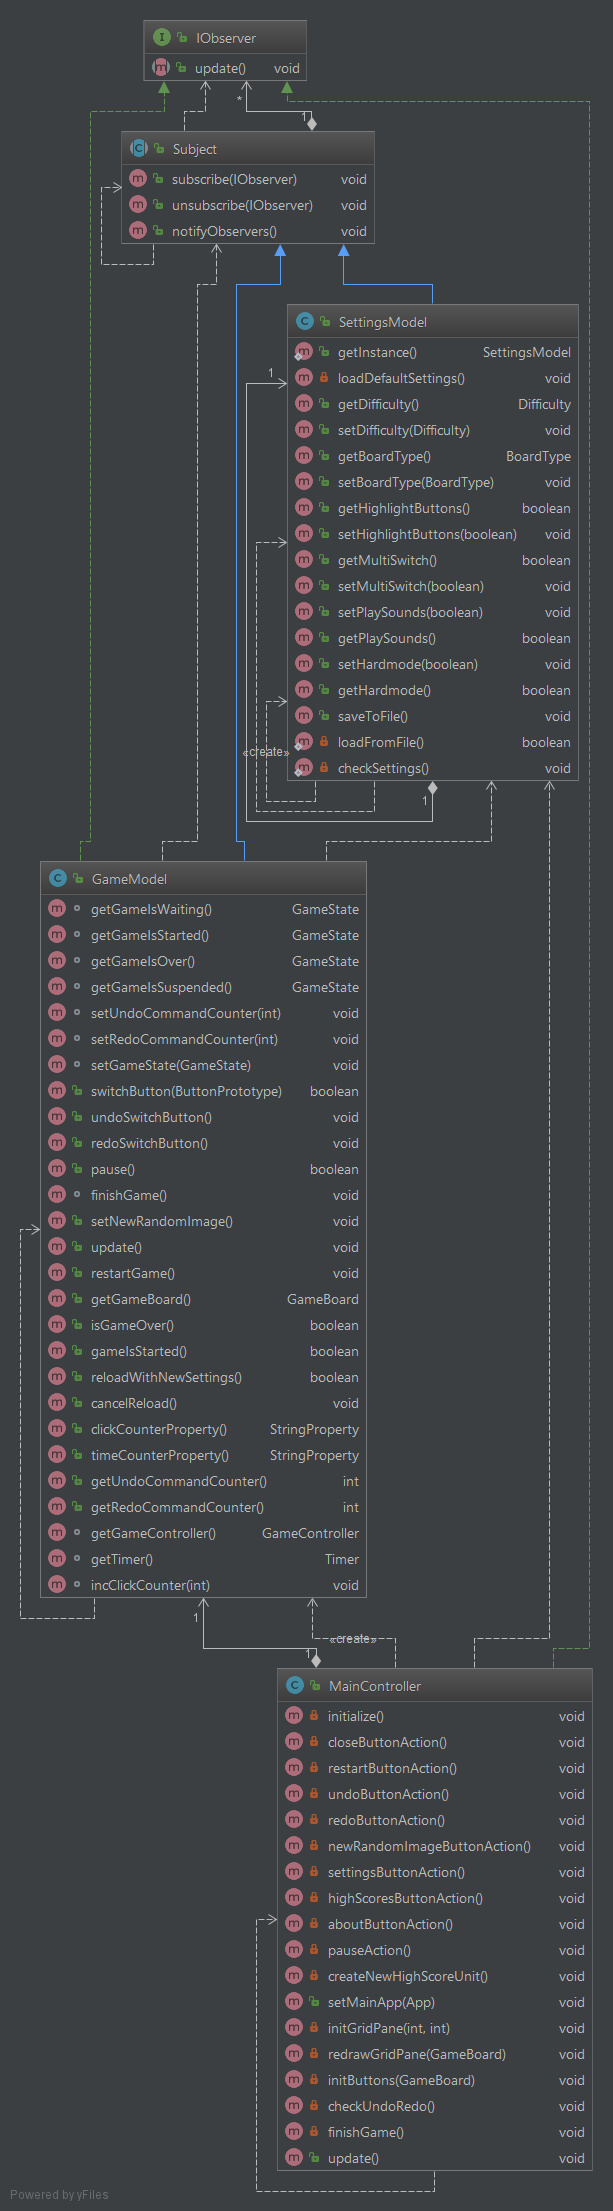 IObserver
update() void
*
1
Subject
subscribe(IObserver) void
unsubscribe(IObserver) void
notifyObservers() void
SettingsModel
getInstance() SettingsModel
1
loadDefaultSettings() void
getDifficulty() Difficulty
setDifficulty(Difficulty) void
getBoardType() BoardType
setBoardType(BoardType) void
getHighlightButtons() boolean
setHighlightButtons(boolean) void
getMultiSwitch() boolean
setMultiSwitch(boolean) void
setPlaySounds(boolean) void
getPlaySounds() boolean
setHardmode(boolean) void
getHardmode() boolean
saveToFile() void
loadFromFile() boolean
«create»
checkSettings() void
1
GameModel
getGameIsWaiting() GameState
getGameIsStarted() GameState
getGameIsOver() GameState
getGameIsSuspended() GameState
setUndoCommandCounter(int) void
setRedoCommandCounter(int) void
setGameState(GameState) void
switchButton(ButtonPrototype) boolean
undoSwitchButton() void
redoSwitchButton() void
pause() boolean
finishGame() void
setNewRandomImage() void
update() void
restartGame() void
getGameBoard() GameBoard
isGameOver() boolean
gameIsStarted() boolean
reloadWithNewSettings() boolean
cancelReload() void
clickCounterProperty() StringProperty
timeCounterProperty() StringProperty
getUndoCommandCounter() int
getRedoCommandCounter() int
getGameController() GameController
getTimer() Timer
incClickCounter(int) void
1
«create»
1
MainController
initialize() void
closeButtonAction() void
restartButtonAction() void
undoButtonAction() void
redoButtonAction() void
newRandomImageButtonAction() void
settingsButtonAction() void
highScoresButtonAction() void
aboutButtonAction() void
pauseAction() void
createNewHighScoreUnit() void
setMainApp(App) void
initGridPane(int, int) void
redrawGridPane(GameBoard) void
initButtons(GameBoard) void
checkUndoRedo() void
finishGame() void
update() void
Powered by yFiles